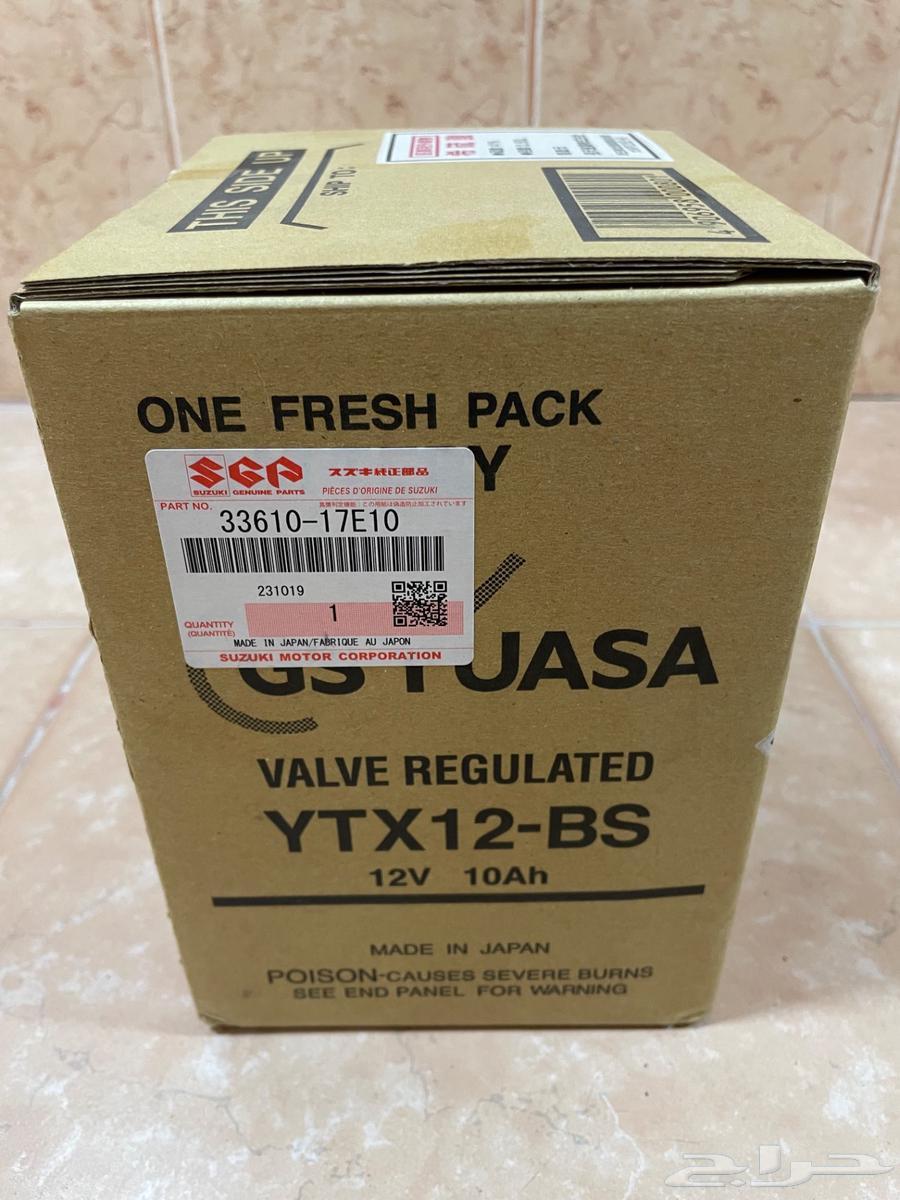 THIS SIDE UP
SHIP TO:
ONE FRESH PACK
Y
SGP
SUZUKI GENUINE PARTS
スズキ純正部品
PIÈCES D'ORIGINE DE SUZUKI
PART NO.
33610-17E10
231019
QUANTITY
(QUANTITÉ)
1
MADE IN JAPAN/FABRIQUE AU JAPON
SUZUKI MOTOR CORPORATION
GS YUASA
VALVE REGULATED
YTX12-BS
12V 10Ah
MADE IN JAPAN
POISON-CAUSES SEVERE BURNS
SEE END PANEL FOR WARNING
حراج